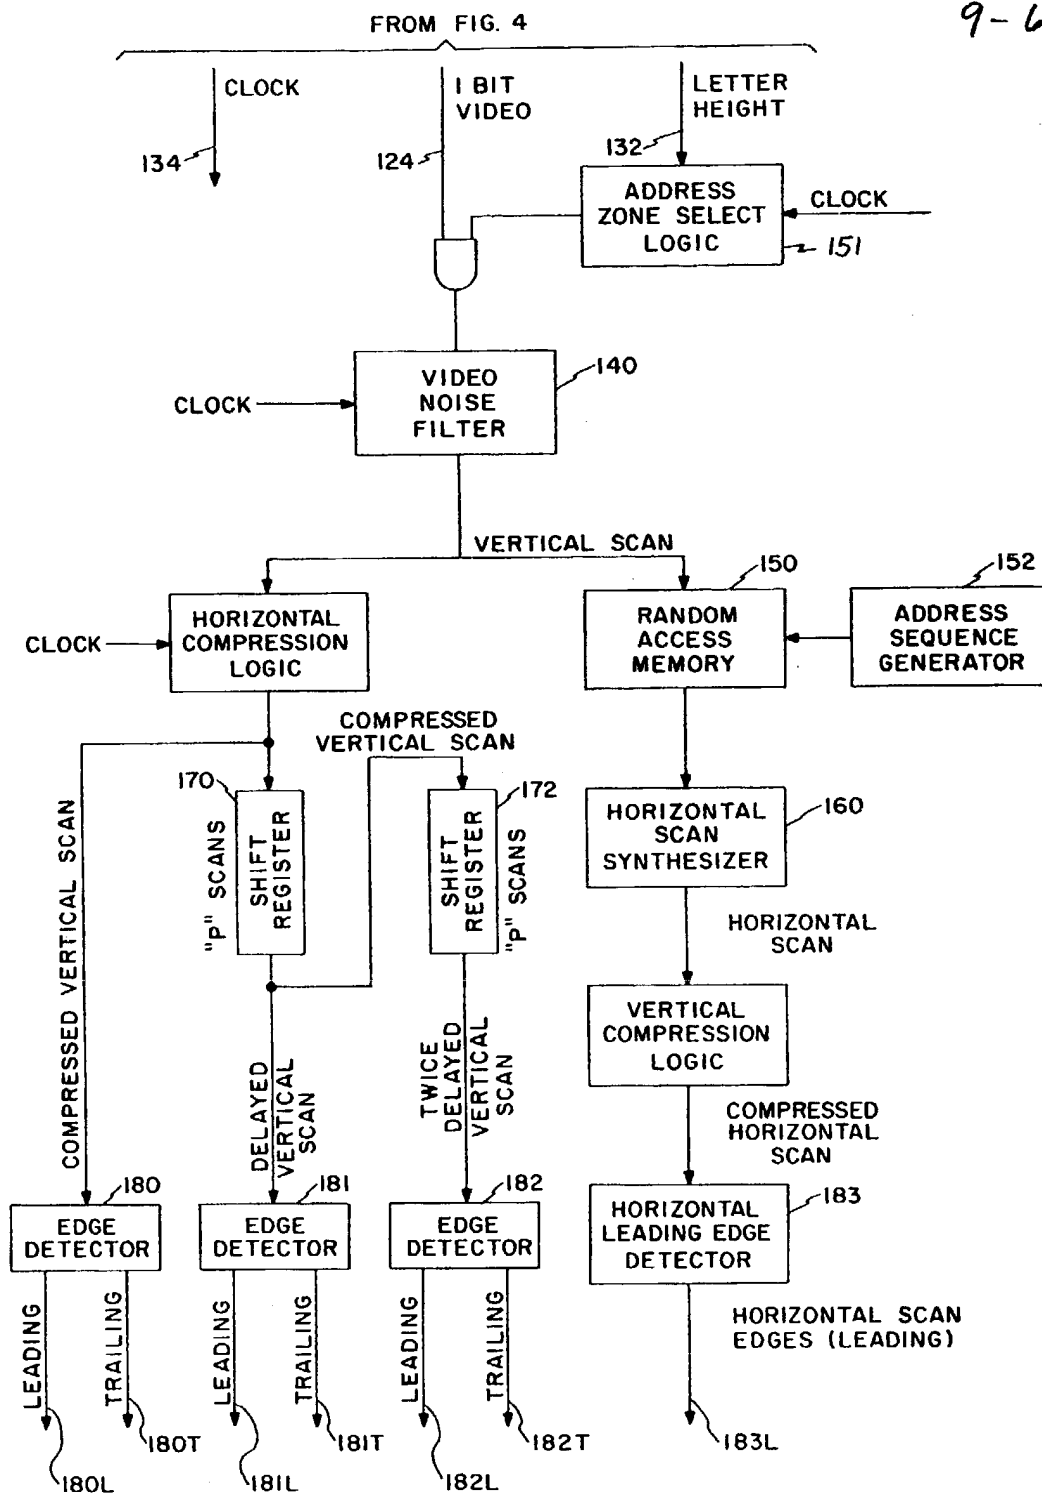 FROM FIG. 4
9-6
CLOCK
1 BIT
VIDEO
LETTER
HEIGHT
134
124
132
ADDRESS
ZONE SELECT
LOGIC
CLOCK
151
VIDEO
NOISE
FILTER
140
CLOCK
VERTICAL SCAN
HORIZONTAL
COMPRESSION
LOGIC
CLOCK
150
RANDOM
ACCESS
MEMORY
152
ADDRESS
SEQUENCE
GENERATOR
COMPRESSED
VERTICAL SCAN
170
SHIFT
REGISTER
"P" SCANS
172
SHIFT
REGISTER
"P" SCANS
160
HORIZONTAL
SCAN
SYNTHESIZER
COMPRESSED VERTICAL SCAN
HORIZONTAL
SCAN
VERTICAL
COMPRESSION
LOGIC
DELAYED
VERTICAL
SCAN
TWICE
DELAYED
VERTICAL
SCAN
COMPRESSED
HORIZONTAL
SCAN
180
EDGE
DETECTOR
181
EDGE
DETECTOR
182
EDGE
DETECTOR
183
HORIZONTAL
LEADING EDGE
DETECTOR
LEADING
TRAILING
LEADING
TRAILING
LEADING
TRAILING
HORIZONTAL SCAN
EDGES (LEADING)
180L
180T
181L
181T
182L
182T
183L